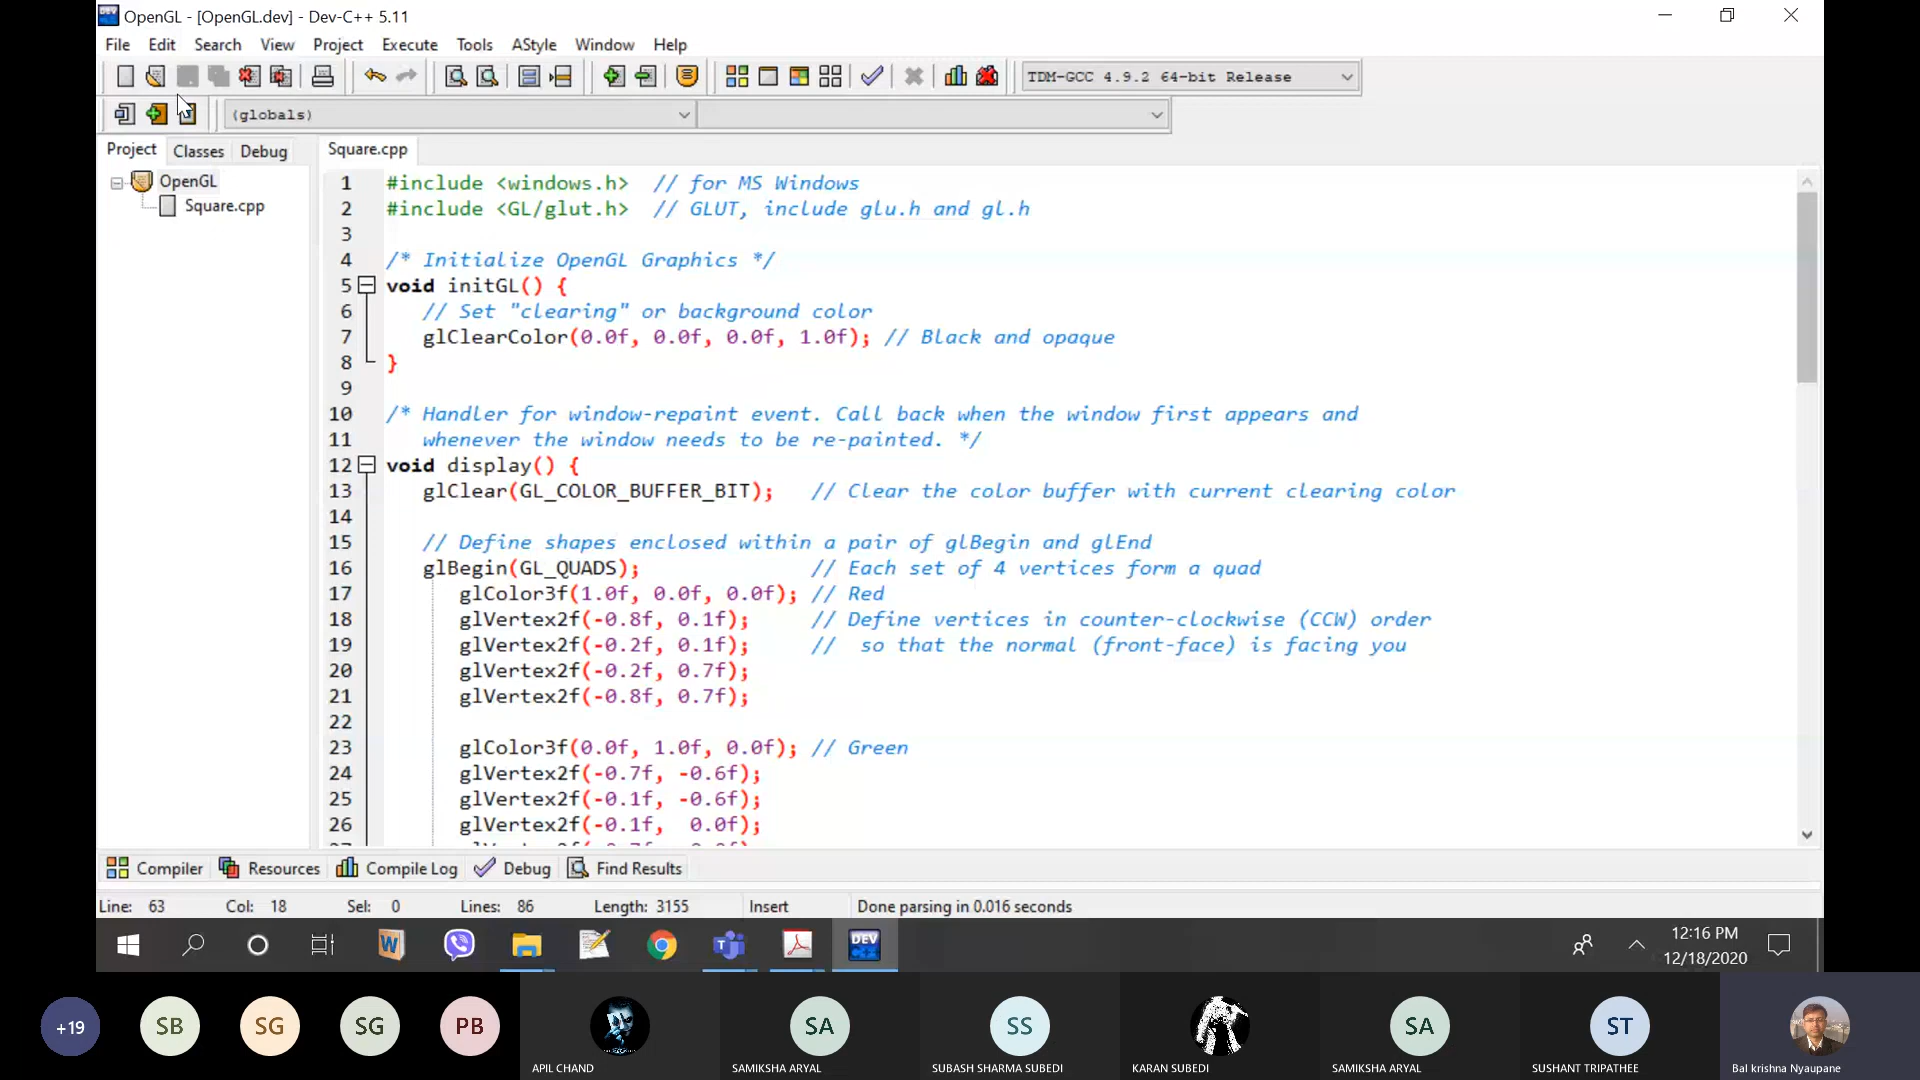 OpenGL - [OpenGL.dev] - Dev-C++ 5.11
File Edit Search View Project Execute Tools AStyle Window Help
TDM-GCC 4.9.2 64-bit Release
(globals)
Project Classes Debug
Square.cpp
OpenGL
Square.cpp
1 #include <windows.h>  // for MS Windows
2 #include <GL/glut.h>  // GLUT, include glu.h and gl.h
3
4 /* Initialize OpenGL Graphics */
5 void initGL() {
6    // Set "clearing" or background color
7    glClearColor(0.0f, 0.0f, 0.0f, 1.0f); // Black and opaque
8 }
9
10 /* Handler for window-repaint event. Call back when the window first appears and
11    whenever the window needs to be re-painted. */
12 void display() {
13    glClear(GL_COLOR_BUFFER_BIT);   // Clear the color buffer with current clearing color
14
15    // Define shapes enclosed within a pair of glBegin and glEnd
16    glBegin(GL_QUADS);              // Each set of 4 vertices form a quad
17       glColor3f(1.0f, 0.0f, 0.0f); // Red
18       glVertex2f(-0.8f, 0.1f);     // Define vertices in counter-clockwise (CCW) order
19       glVertex2f(-0.2f, 0.1f);     //  so that the normal (front-face) is facing you
20       glVertex2f(-0.2f, 0.7f);
21       glVertex2f(-0.8f, 0.7f);
22
23       glColor3f(0.0f, 1.0f, 0.0f); // Green
24       glVertex2f(-0.7f, -0.6f);
25       glVertex2f(-0.1f, -0.6f);
26       glVertex2f(-0.1f,  0.0f);
Compiler Resources Compile Log Debug Find Results
Line: 63 Col: 18 Sel: 0 Lines: 86 Length: 3155 Insert Done parsing in 0.016 seconds
DEV
12:16 PM
12/18/2020
+19 SB SG SG PB SA SS SA ST
APIL CHAND SAMIKSHA ARYAL SUBASH SHARMA SUBEDI KARAN SUBEDI SAMIKSHA ARYAL SUSHANT TRIPATHEE Bal krishna Nyaupane